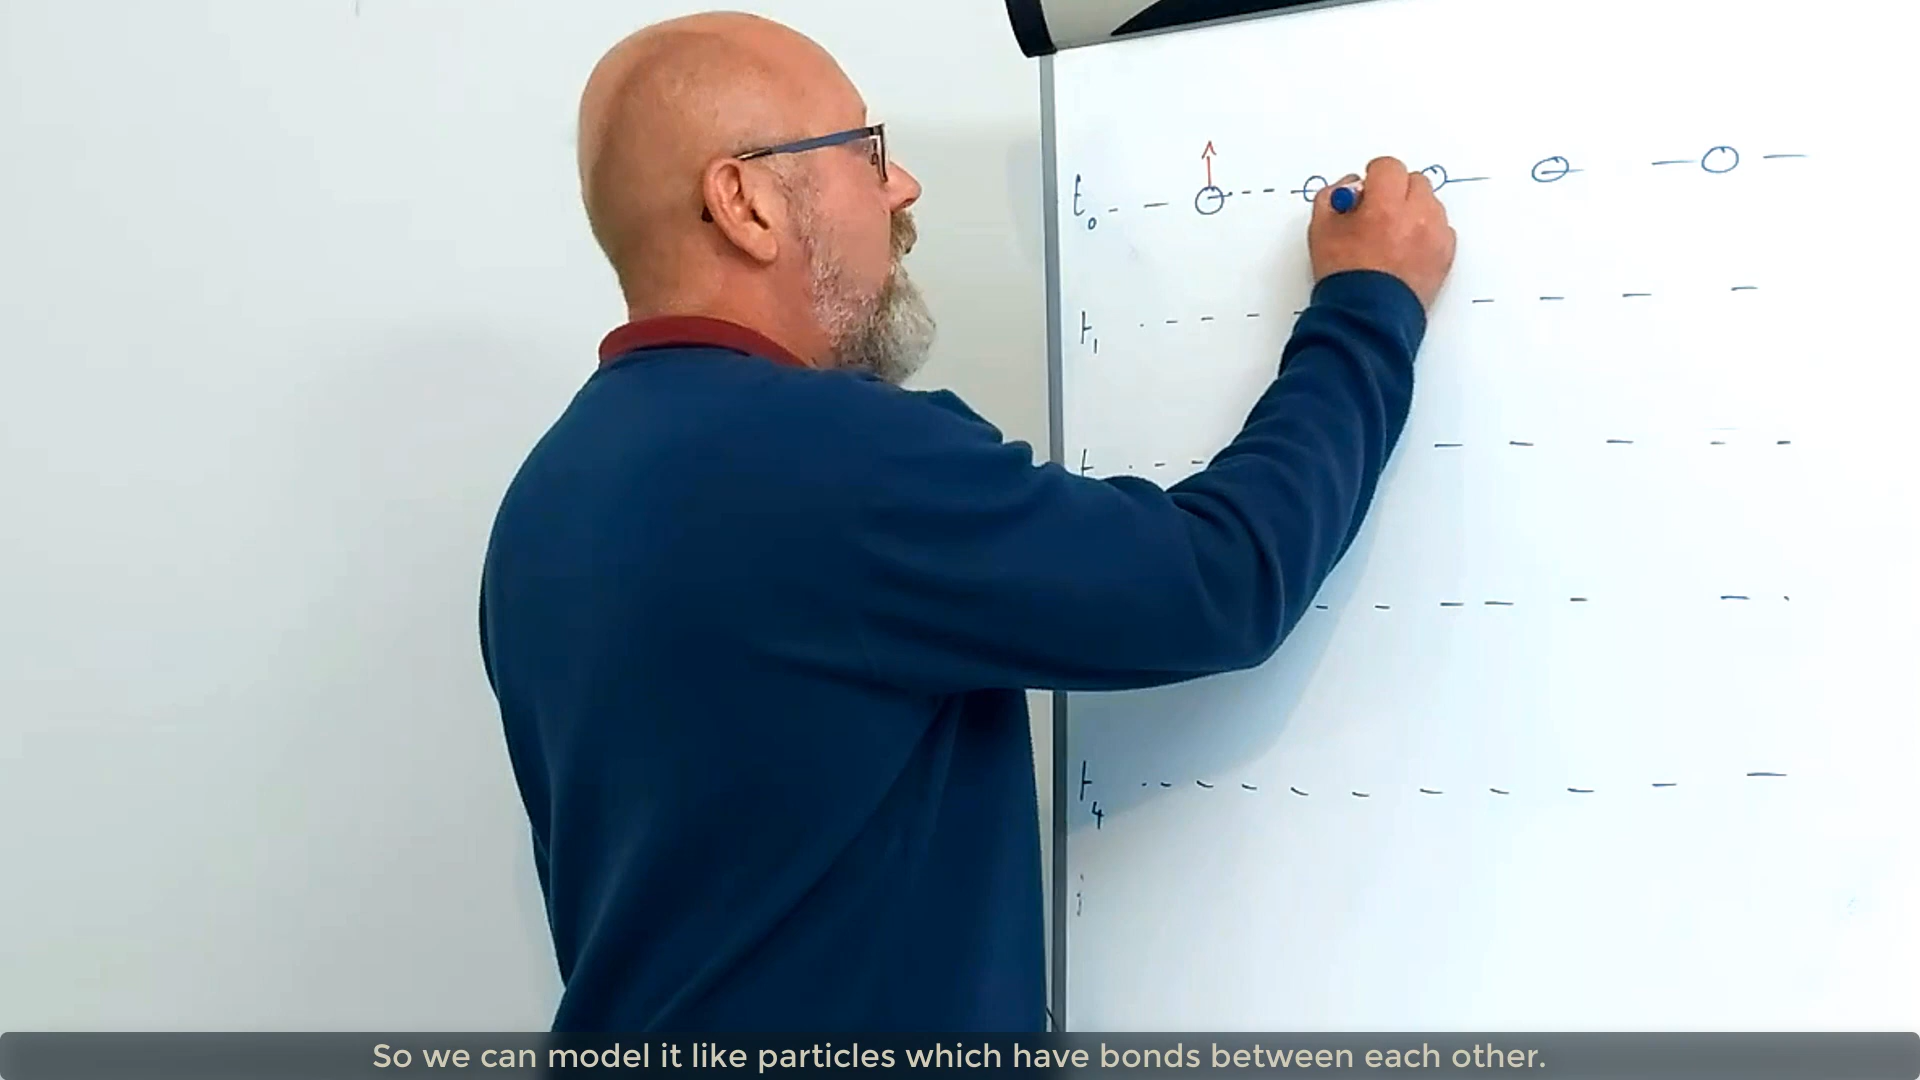 t0
t1
t
t4
So we can model it like particles which have bonds between each other.